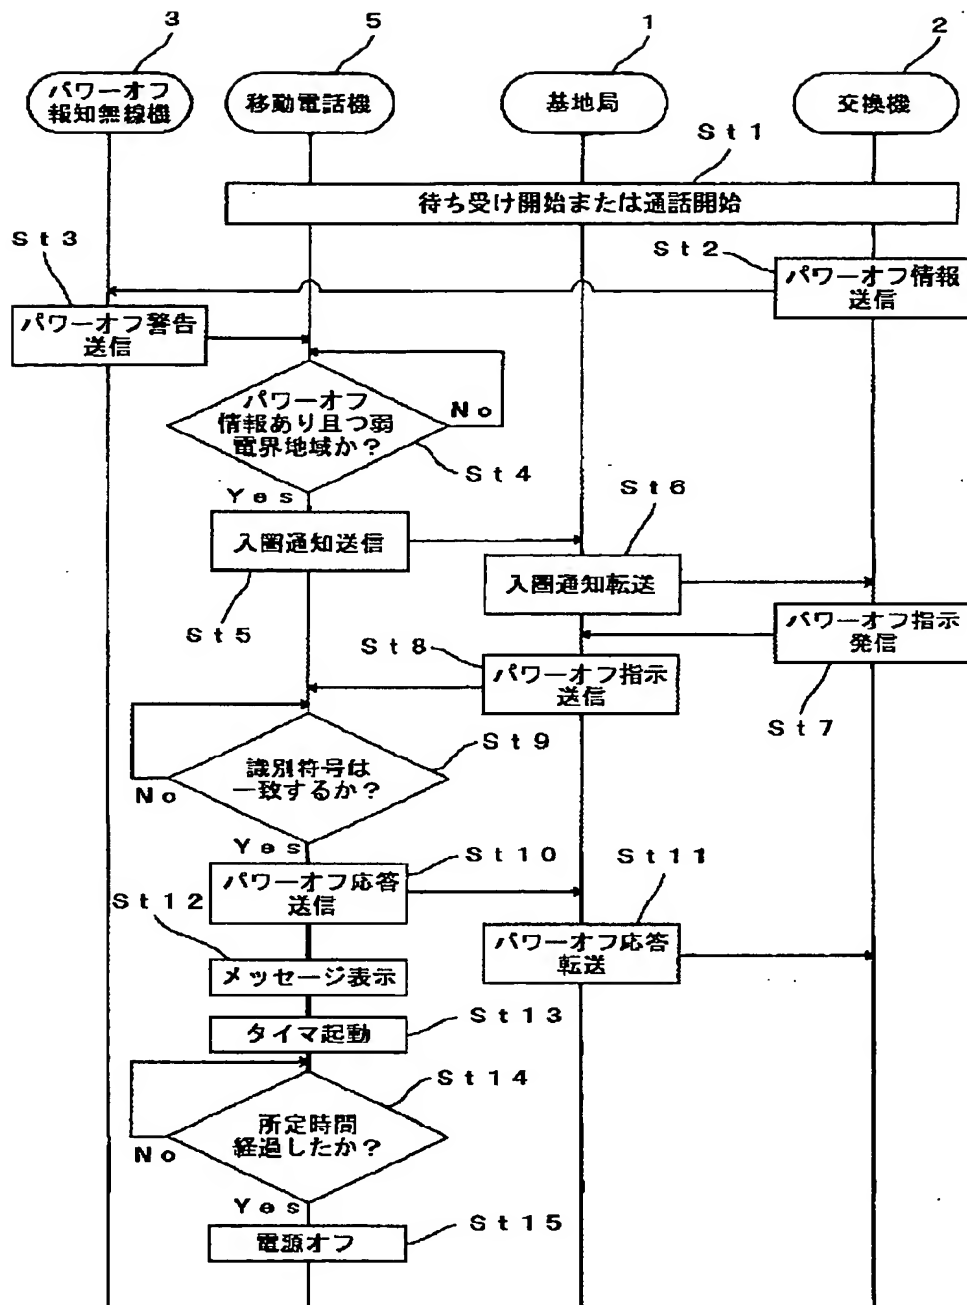 3
5
1
2
パワーオフ
報知無線機
移動電話機
基地局
交換機
St1
待ち受け開始または通話開始
St3
St2
パワーオフ情報
送信
パワーオフ警告
送信
パワーオフ
情報あり且つ弱
電界地域か？
No
St4
Yes
St6
入圏通知送信
入圏通知転送
St5
パワーオフ指示
発信
St8
パワーオフ指示
送信
St7
St9
識別符号は
一致するか？
No
Yes
St10
St11
パワーオフ応答
送信
St12
パワーオフ応答
転送
メッセージ表示
St13
タイマ起動
St14
所定時間
経過したか？
No
Yes
St15
電源オフ